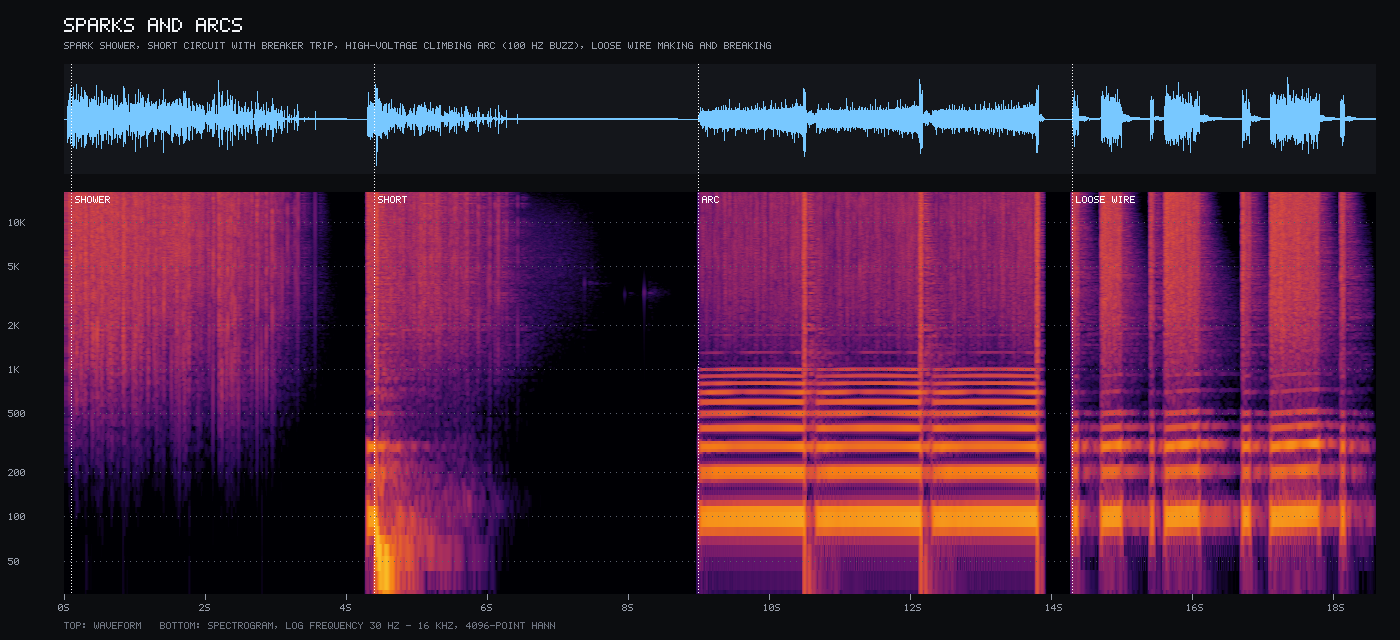 SPARKS AND ARCS
SPARK SHOWER, SHORT CIRCUIT WITH BREAKER TRIP, HIGH-VOLTAGE CLIMBING ARC (100 HZ BUZZ), LOOSE WIRE MAKING AND BREAKING
SHOWER SHORT ARC LOOSE WIRE
10K
5K
2K
1K
500
200
100
50
0S 2S 4S 6S 8S 10S 12S 14S 16S 18S
TOP: WAVEFORM BOTTOM: SPECTROGRAM, LOG FREQUENCY 30 HZ - 16 KHZ, 4096-POINT HANN